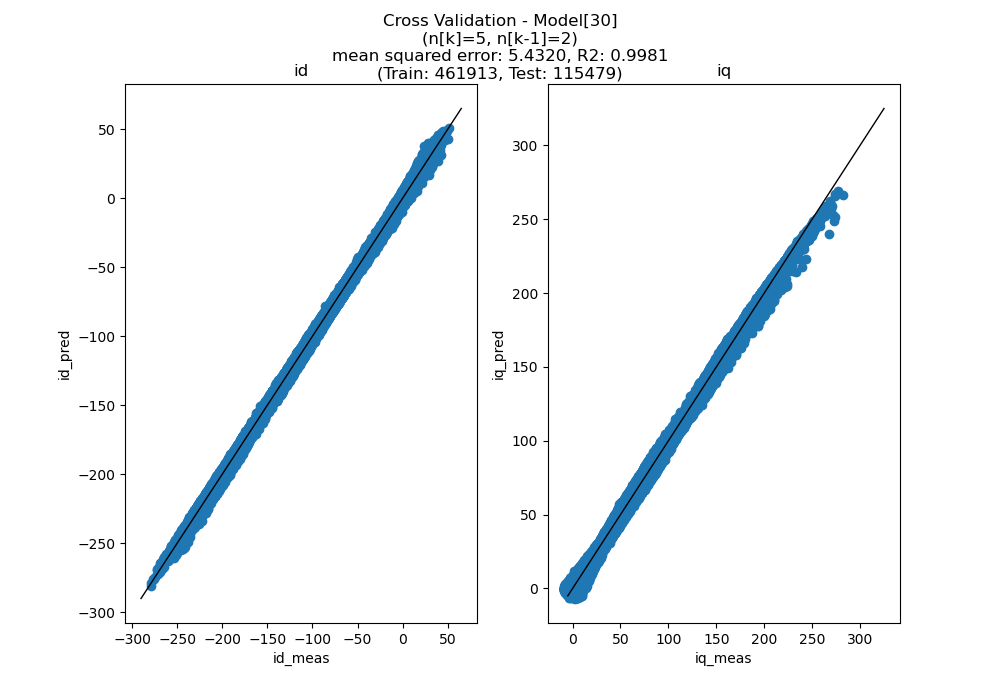 Cross Validation - Model[30]
(n[k]=5, n[k-1]=2)
mean squared error: 5.4320, R2: 0.9981
(Train: 461913, Test: 115479)
id
50
0
−50
−100
−150
−200
−250
−300
id_pred
−300 −250 −200 −150 −100 −50 0 50
id_meas
iq
300
250
200
150
100
50
0
iq_pred
0 50 100 150 200 250 300
iq_meas